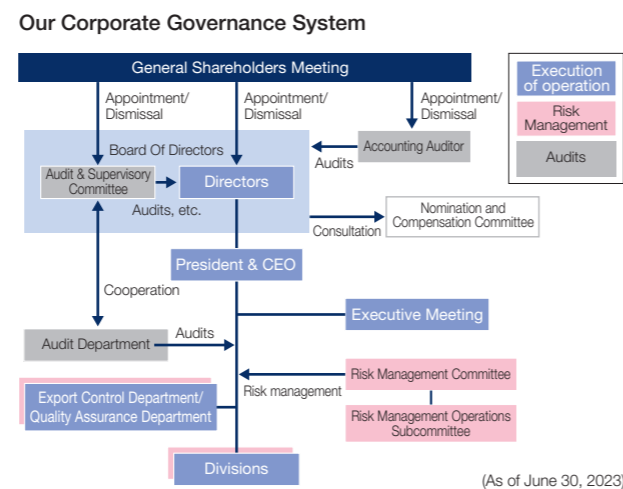 Our Corporate Governance System
General Shareholders Meeting
Appointment/
Dismissal
Appointment/
Dismissal
Appointment/
Dismissal
Execution
of operation
Risk
Management
Audits
Board Of Directors
Audits
Accounting Auditor
Audit & Supervisory
Committee
Directors
Audits, etc.
Consultation
Nomination and
Compensation Committee
President & CEO
Cooperation
Executive Meeting
Audit Department
Audits
Risk management
Risk Management Committee
Export Control Department/
Quality Assurance Department
Risk Management Operations
Subcommittee
Divisions
(As of June 30, 2023)